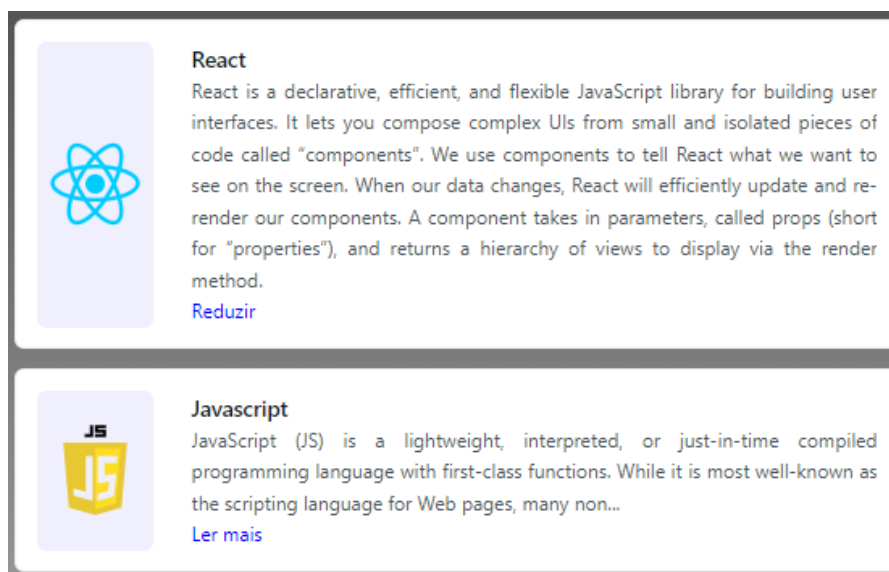 React
React is a declarative, efficient, and flexible JavaScript library for building user
interfaces. It lets you compose complex UIs from small and isolated pieces of
code called “components”. We use components to tell React what we want to
see on the screen. When our data changes, React will efficiently update and re-
render our components. A component takes in parameters, called props (short
for “properties”), and returns a hierarchy of views to display via the render
method.
Reduzir
JS
JS
Javascript
JavaScript (JS) is a lightweight, interpreted, or just-in-time compiled
programming language with first-class functions. While it is most well-known as
the scripting language for Web pages, many non...
Ler mais